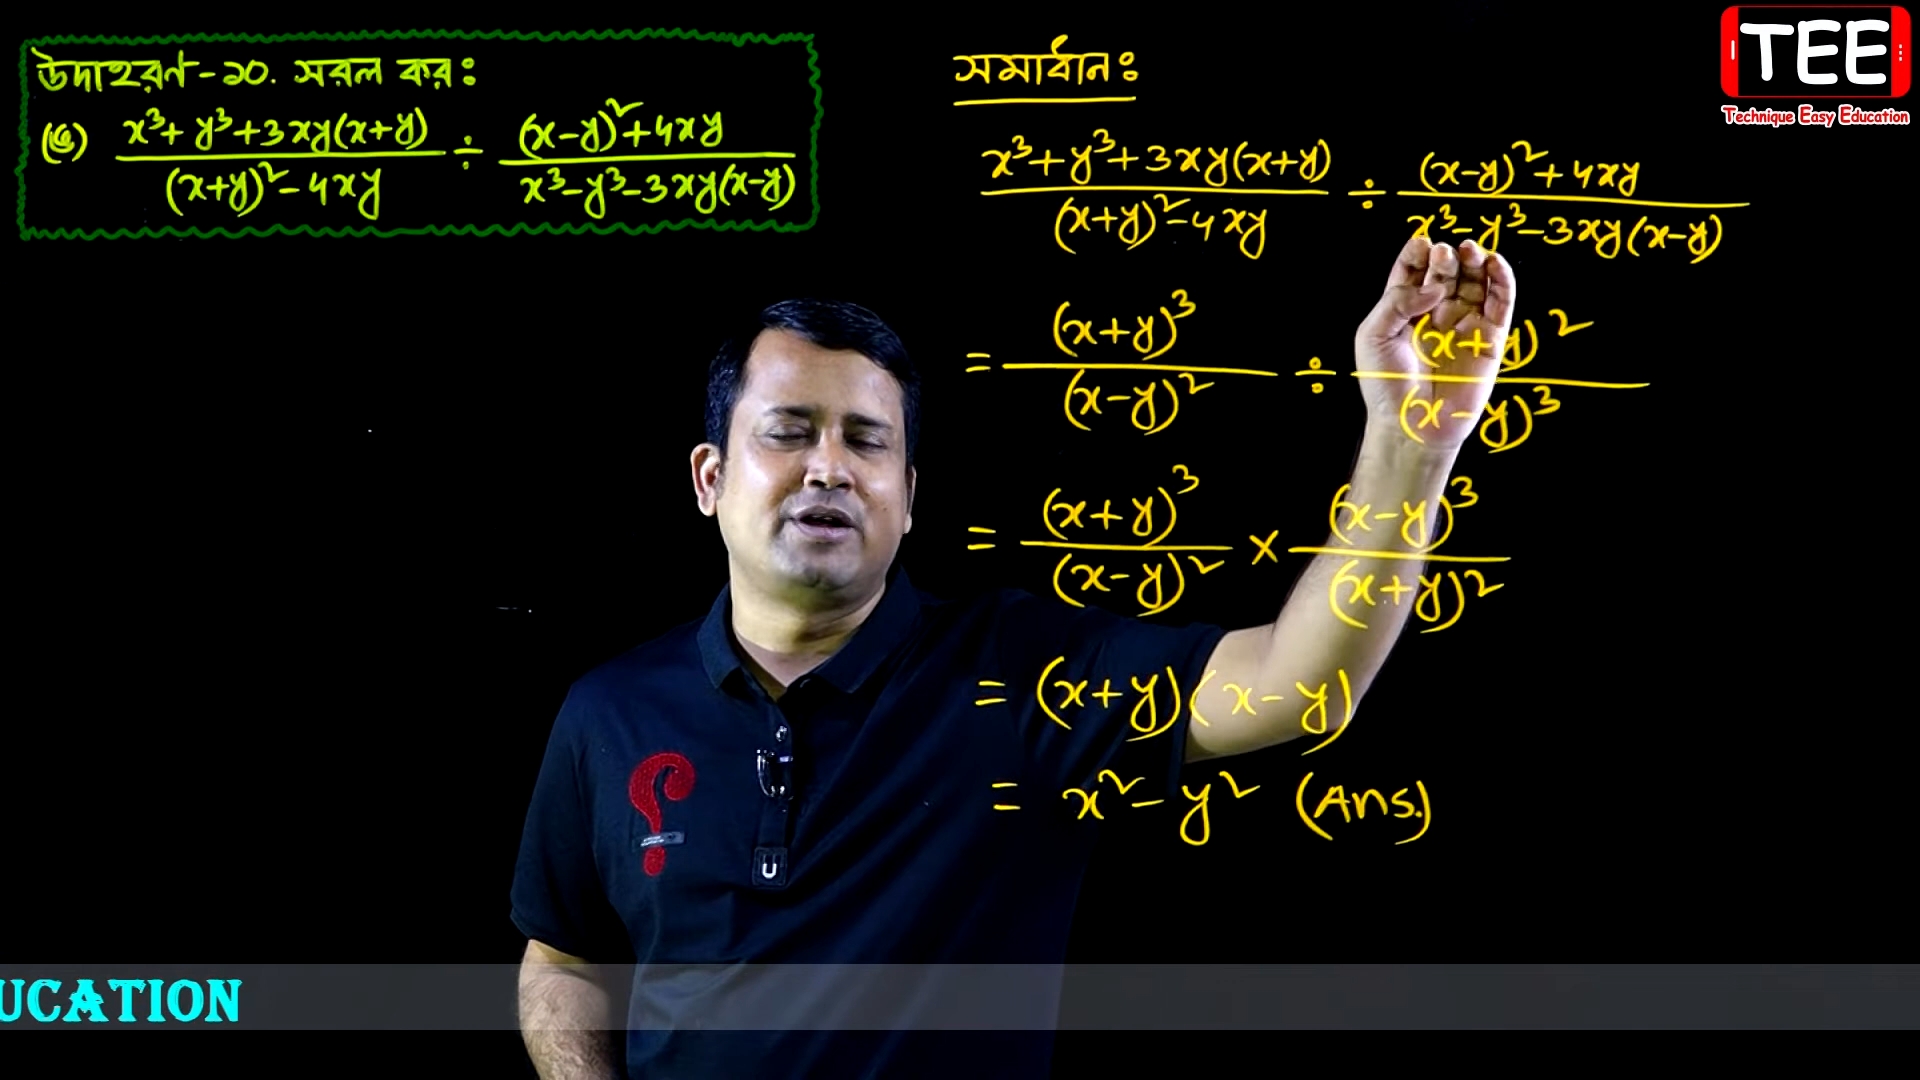 উদাহরণ-১০. সরল কর:
(ঙ) x³+y³+3xy(x+y) / (x+y)²-4xy ÷ (x-y)²+4xy / x³-y³-3xy(x-y)
সমাধান:
x³+y³+3xy(x+y) / (x+y)²-4xy ÷ (x-y)²+4xy / x³-y³-3xy(x-y)
= (x+y)³ / (x-y)² ÷ (x+y)² / (x-y)³
= (x+y)³ / (x-y)² × (x-y)³ / (x+y)²
= (x+y)(x-y)
= x²-y² (Ans.)
TEE
Technique Easy Education
U
UCATION